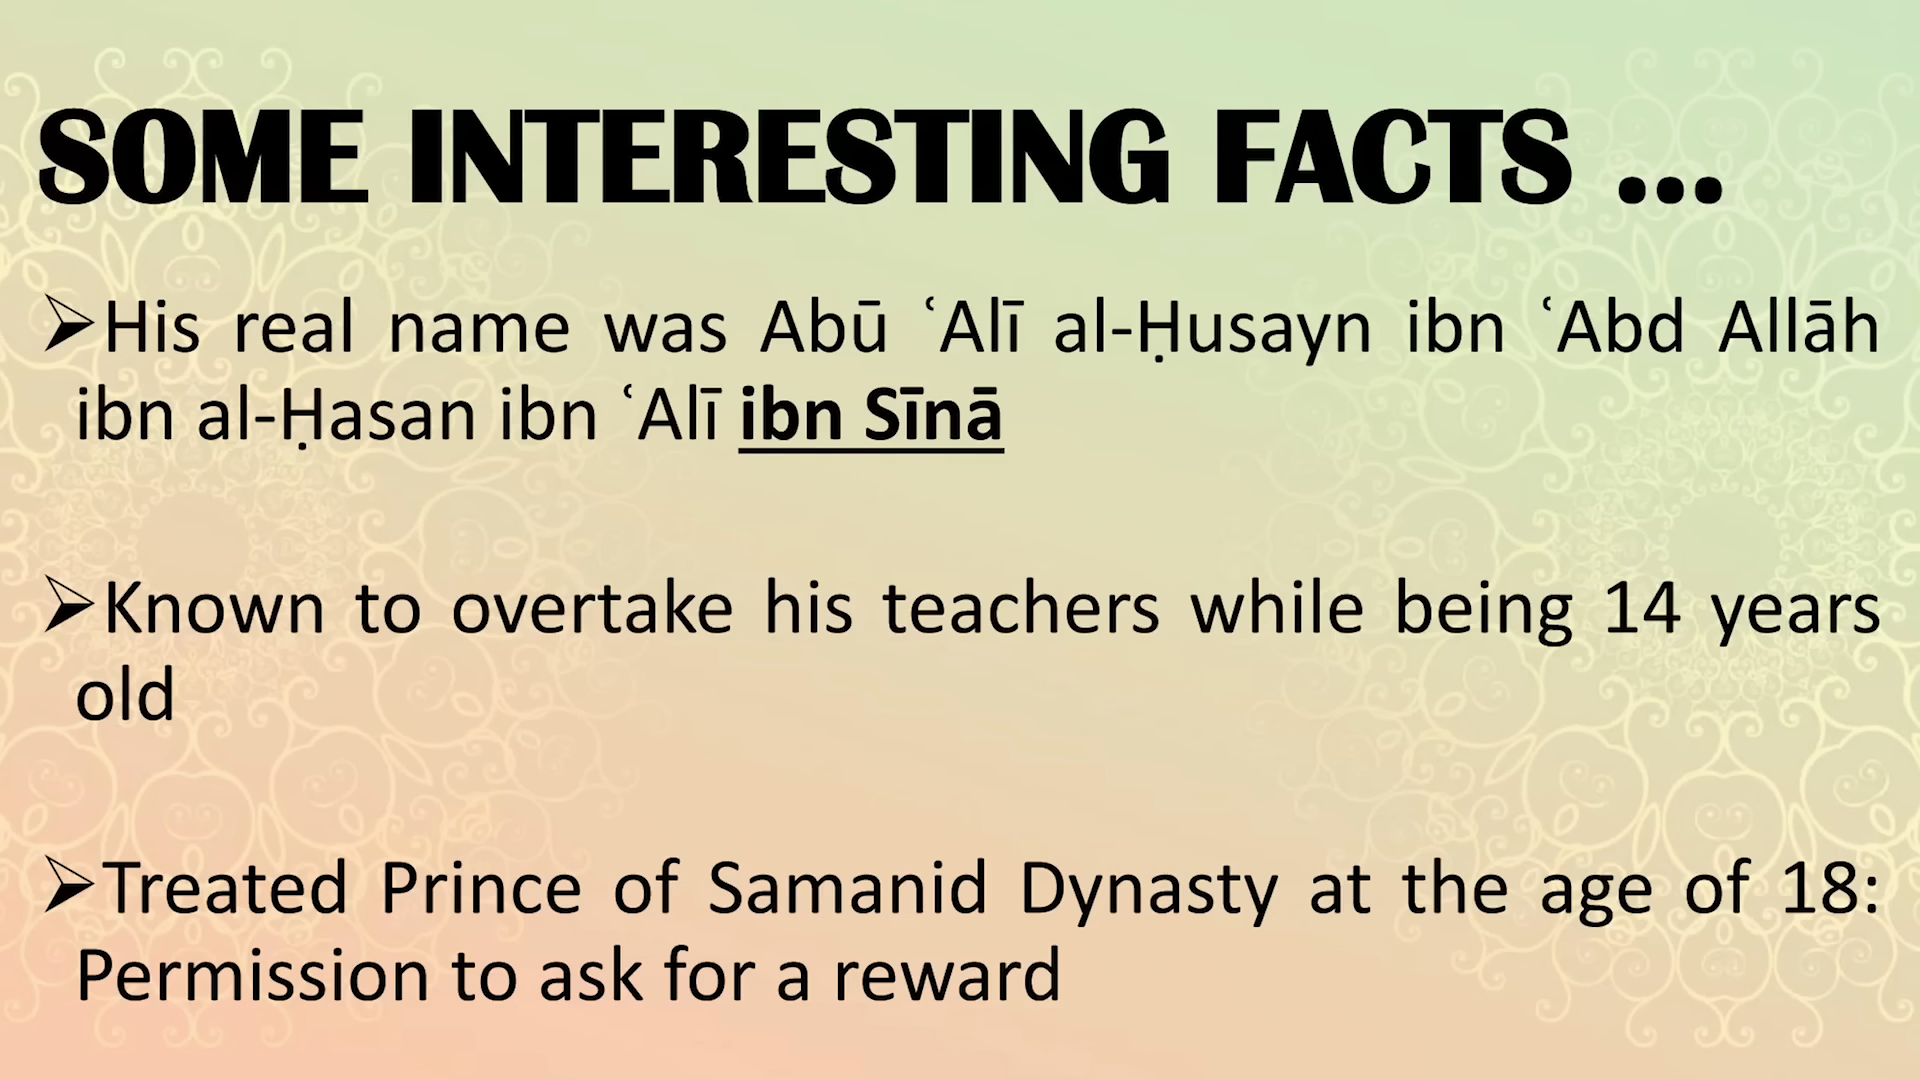 SOME INTERESTING FACTS ...
➢His real name was Abū ʿAlī al-Ḥusayn ibn ʿAbd Allāh
ibn al-Ḥasan ibn ʿAlī ibn Sīnā
➢Known to overtake his teachers while being 14 years
old
➢Treated Prince of Samanid Dynasty at the age of 18:
Permission to ask for a reward